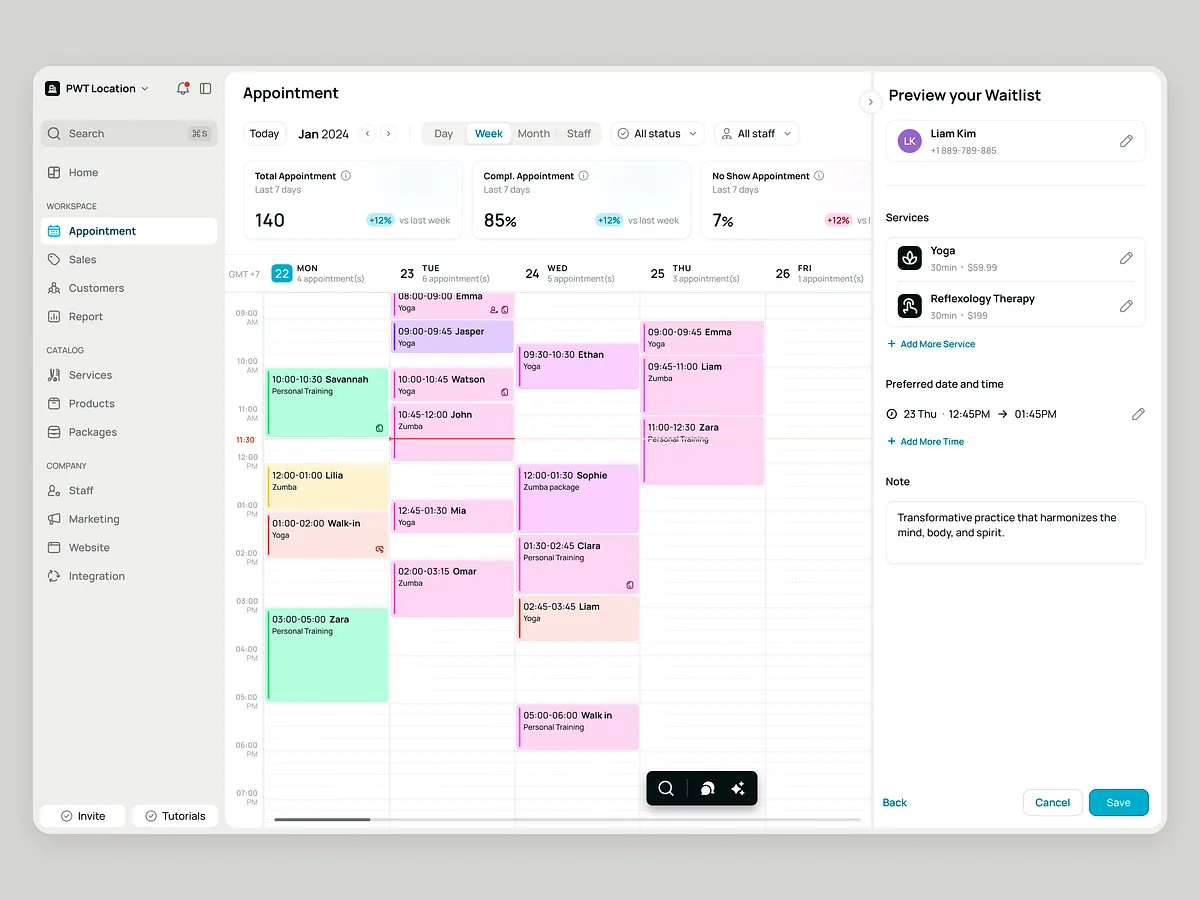 PWT Location
Search
⌘S
Home
WORKSPACE
Appointment
Sales
Customers
Report
CATALOG
Services
Products
Packages
COMPANY
Staff
Marketing
Website
Integration
Invite
Tutorials
Appointment
Today
Jan 2024
Day
Week
Month
Staff
All status
All staff
Total Appointment
Last 7 days
140
+12% vs last week
Compl. Appointment
Last 7 days
85%
+12% vs last week
No Show Appointment
Last 7 days
7%
+12% vs l
GMT +7
22 MON
4 appointment(s)
23 TUE
6 appointment(s)
24 WED
5 appointment(s)
25 THU
3 appointment(s)
26 FRI
1 appointment(s)
09:00
AM
10:00
AM
11:00
AM
11:30
12:00
PM
01:00
PM
02:00
PM
03:00
PM
04:00
PM
05:00
PM
06:00
PM
07:00
PM
10:00-10:30 Savannah
Personal Training
12:00-01:00 Lilia
Zumba
01:00-02:00 Walk-in
Yoga
03:00-05:00 Zara
Personal Training
08:00-09:00 Emma
Yoga
09:00-09:45 Jasper
Yoga
10:00-10:45 Watson
Yoga
10:45-12:00 John
Zumba
12:45-01:30 Mia
Yoga
02:00-03:15 Omar
Zumba
09:30-10:30 Ethan
Yoga
12:00-01:30 Sophie
Zumba package
01:30-02:45 Clara
Personal Training
02:45-03:45 Liam
Yoga
05:00-06:00 Walk in
Personal Training
09:00-09:45 Emma
Yoga
09:45-11:00 Liam
Zumba
11:00-12:30 Zara
Personal Training
Preview your Waitlist
LK
Liam Kim
+1 889-789-885
Services
Yoga
30min · $59.99
Reflexology Therapy
30min · $199
+ Add More Service
Preferred date and time
23 Thu · 12:45PM → 01:45PM
+ Add More Time
Note
Transformative practice that harmonizes the
mind, body, and spirit.
Back
Cancel
Save